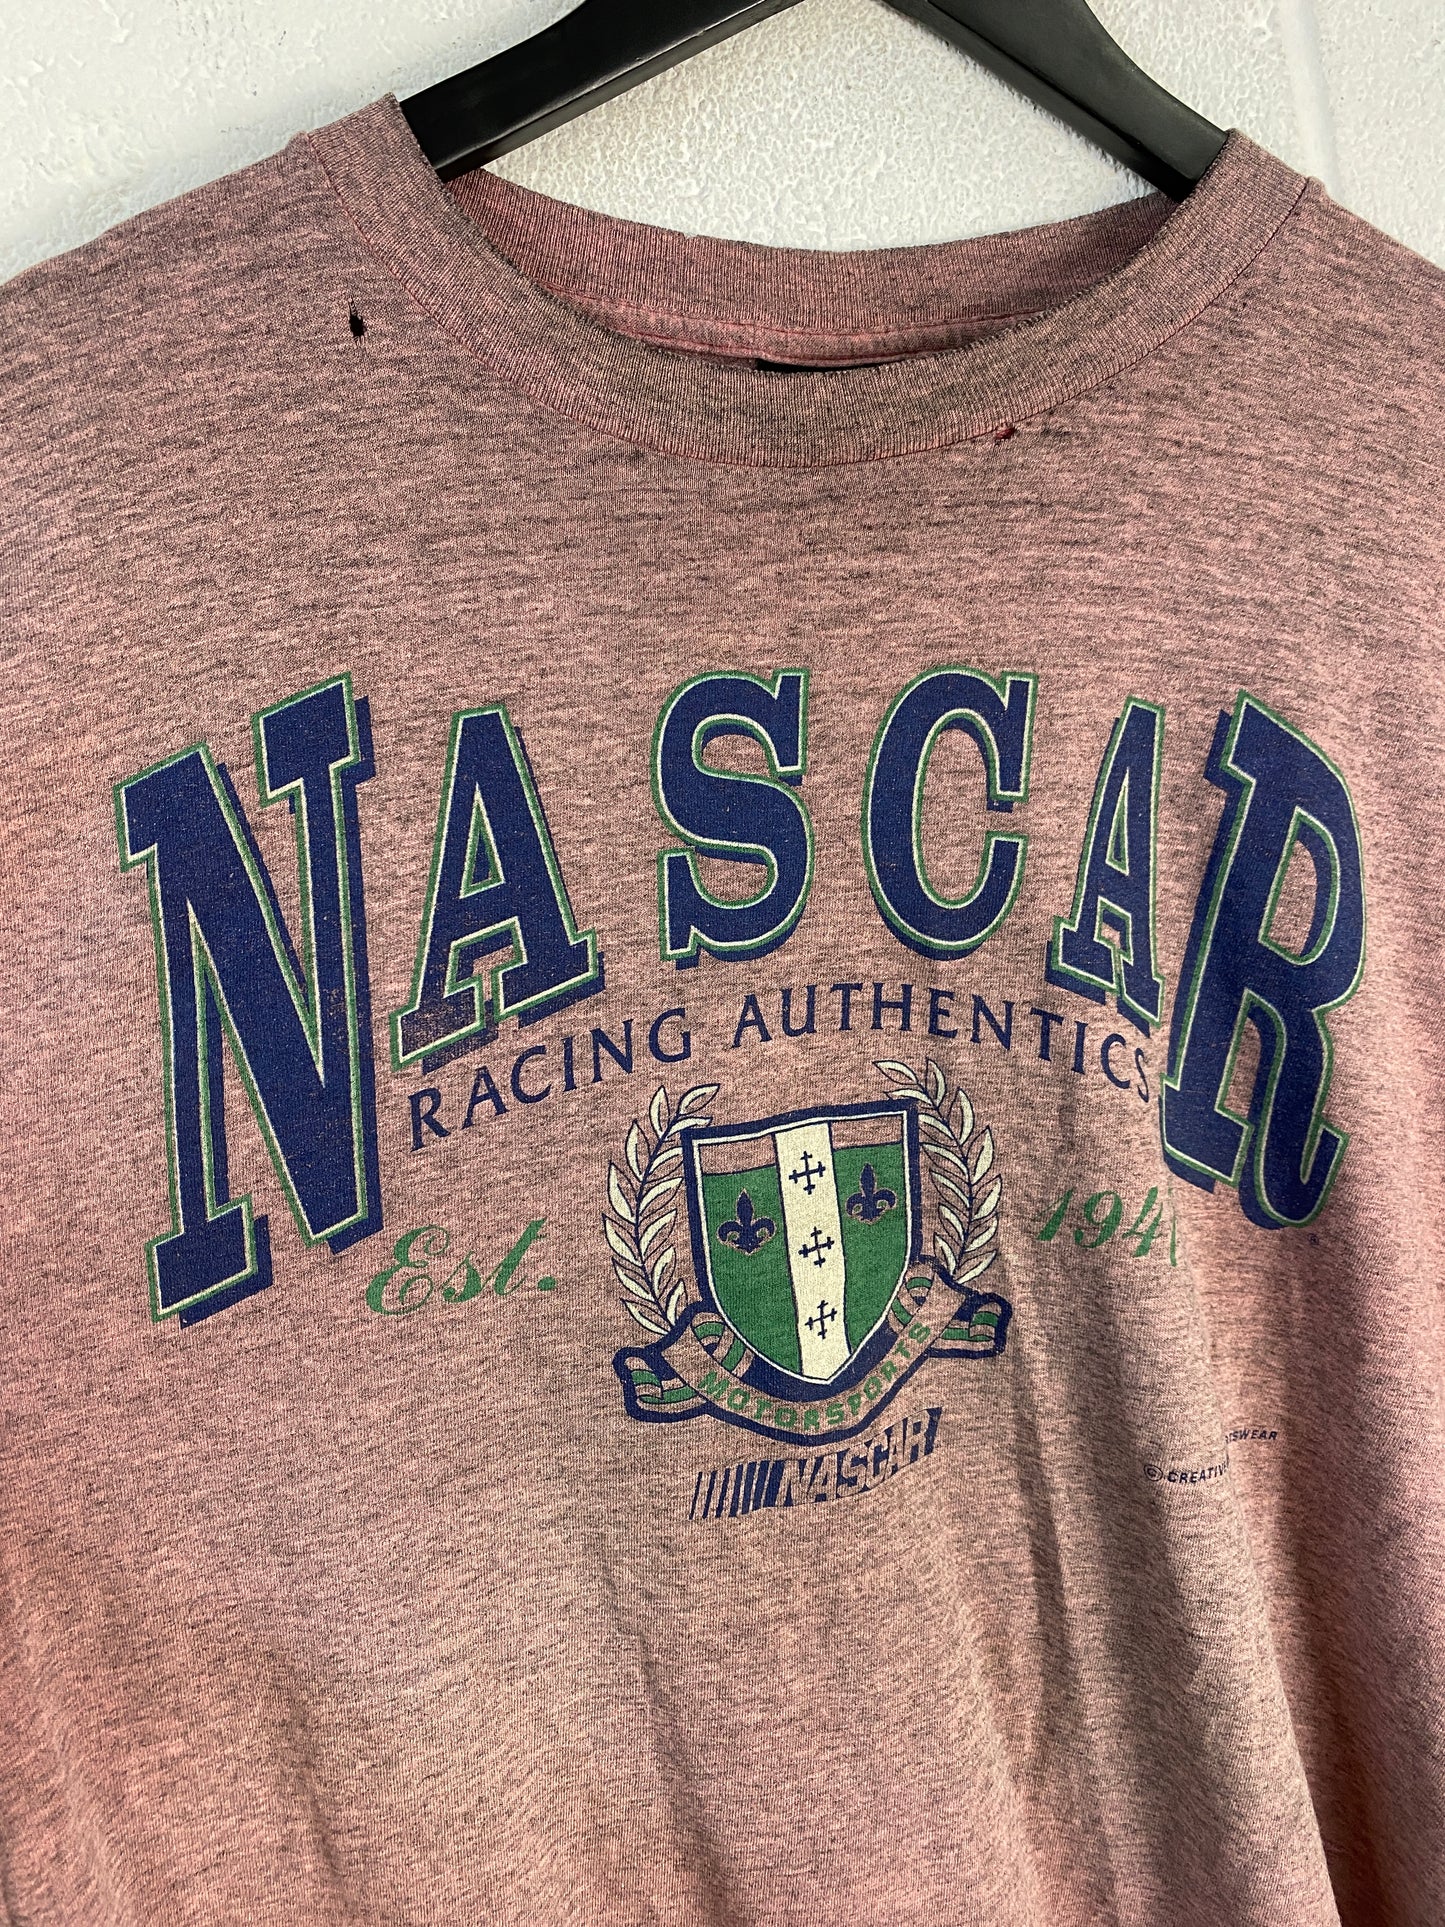 NASCAR
RACING AUTHENTICS
Est.
MOTORSPORTS
NASCAR
©